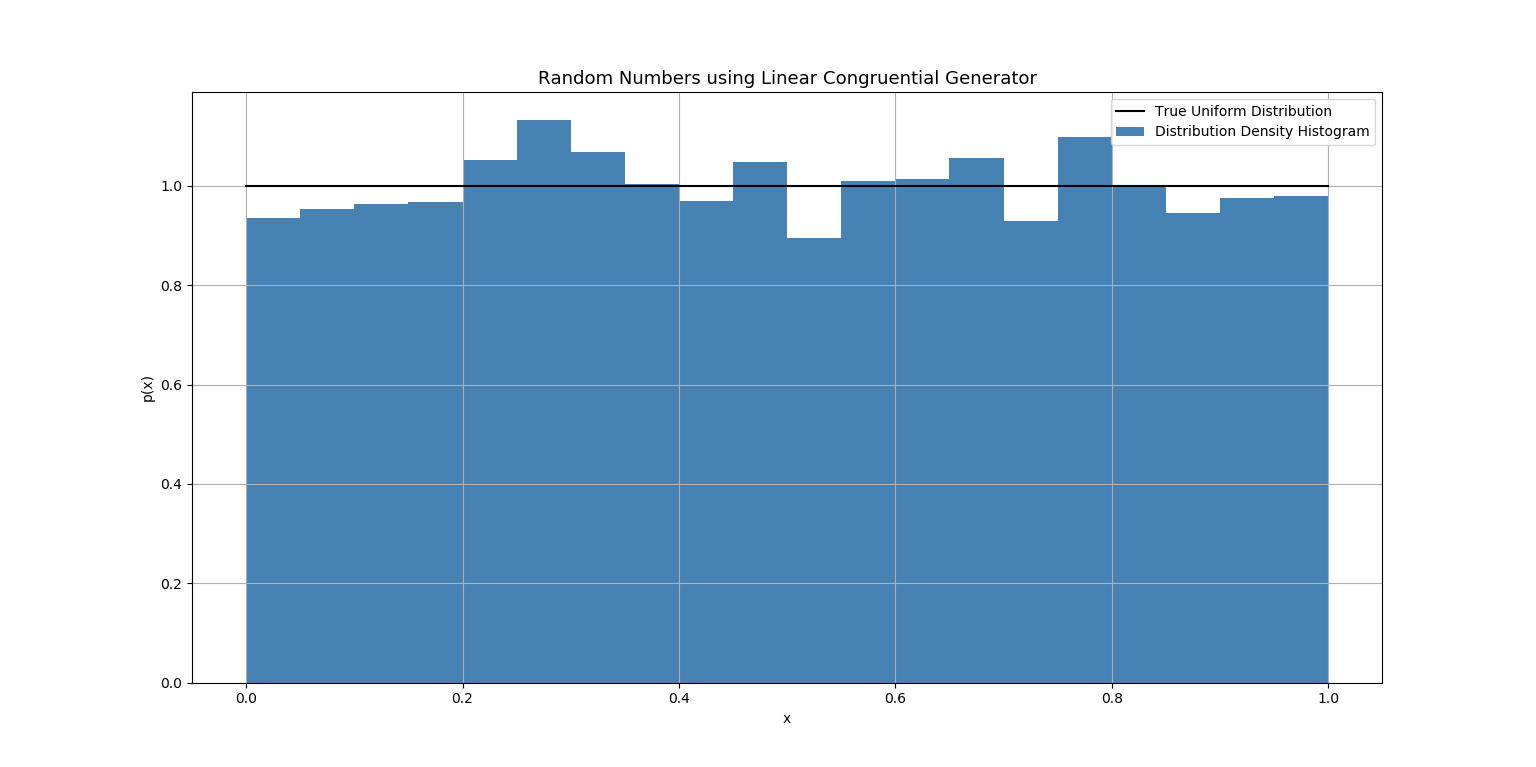 Random Numbers using Linear Congruential Generator
True Uniform Distribution
Distribution Density Histogram
p(x)
1.0
0.8
0.6
0.4
0.2
0.0
0.0 0.2 0.4 0.6 0.8 1.0
x